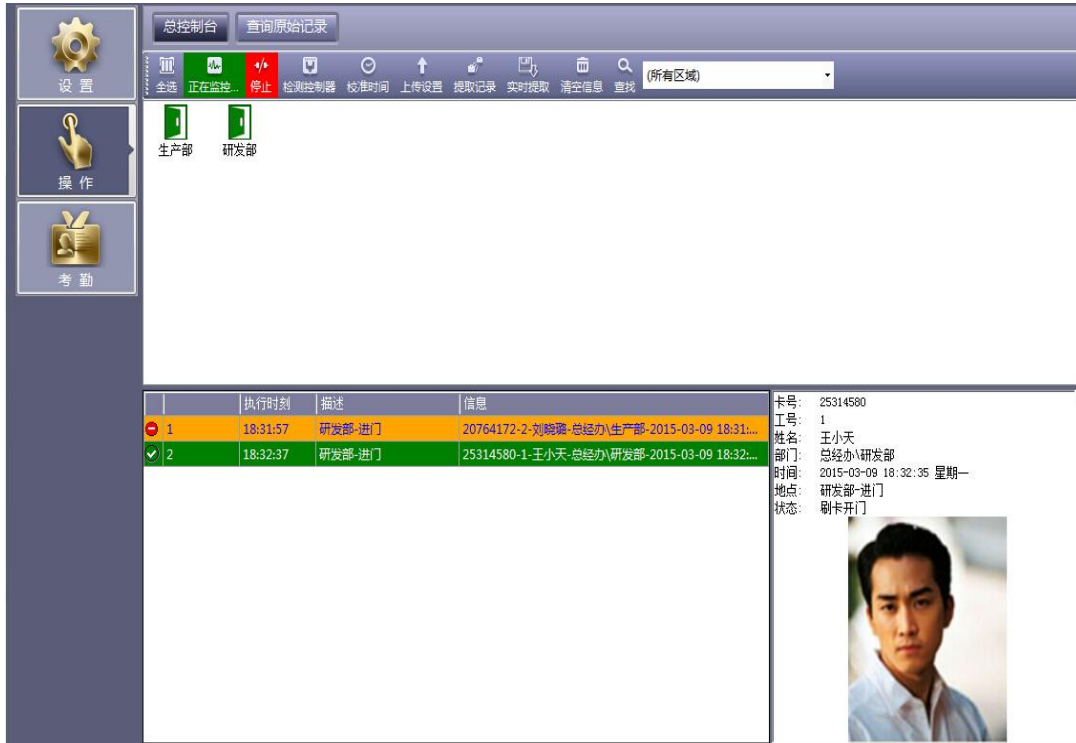 总控制台 查询原始记录
设 置
全选 正在监控... 停止 检测控制器 校准时间 上传设置 提取记录 实时提取 清空信息 查找 (所有区域)
生产部 研发部
操 作
考 勤
执行时刻 描述 信息
1 18:31:57 研发部-进门 20764172-2-刘晓璐-总经办\生产部-2015-03-09 18:31:...
2 18:32:37 研发部-进门 25314580-1-王小天-总经办\研发部-2015-03-09 18:32:...
卡号: 25314580
工号: 1
姓名: 王小天
部门: 总经办\研发部
时间: 2015-03-09 18:32:35 星期一
地点: 研发部-进门
状态: 刷卡开门